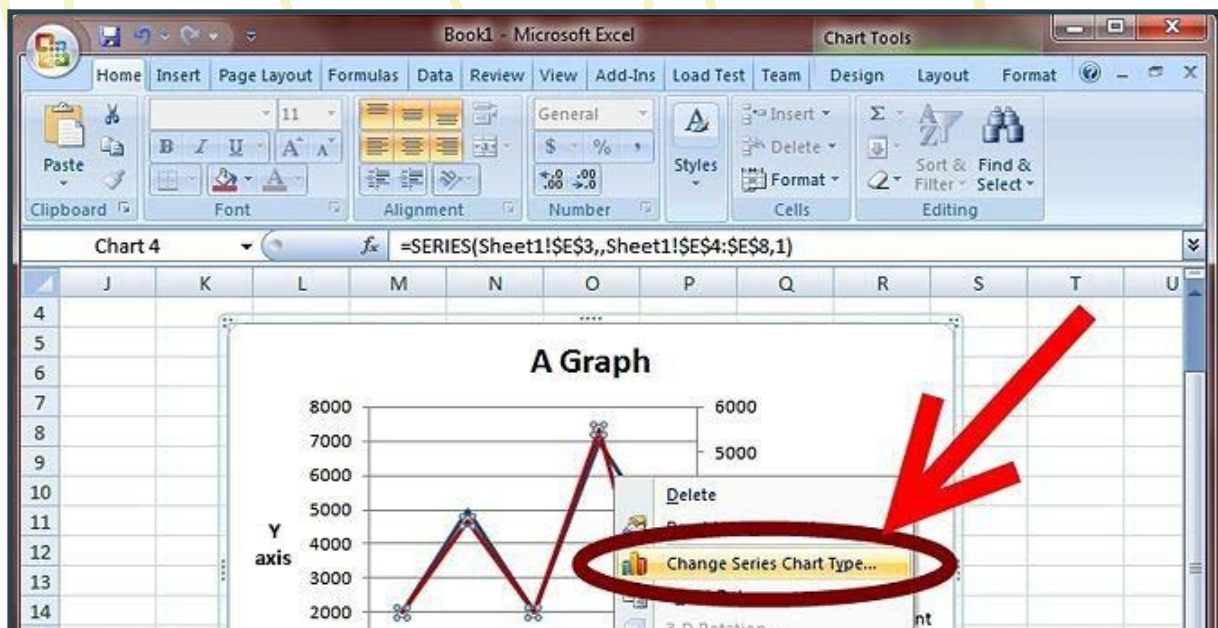 Book1 - Microsoft Excel Chart Tools
Home Insert Page Layout Formulas Data Review View Add-Ins Load Test Team Design Layout Format
11 General Insert
B I U A A $ % , Delete
Paste Styles Format Sort & Filter Find & Select
Clipboard Font Alignment Number Cells Editing
Chart 4 fx =SERIES(Sheet1!$E$3,,Sheet1!$E$4:$E$8,1)
J K L M N O P Q R S T U
4
5
6 A Graph
7 8000 6000
8 7000
9 5000
10 6000 Delete
11 5000
Y
12 axis 4000 Change Series Chart Type...
13 3000
14 2000 3-D Rotation